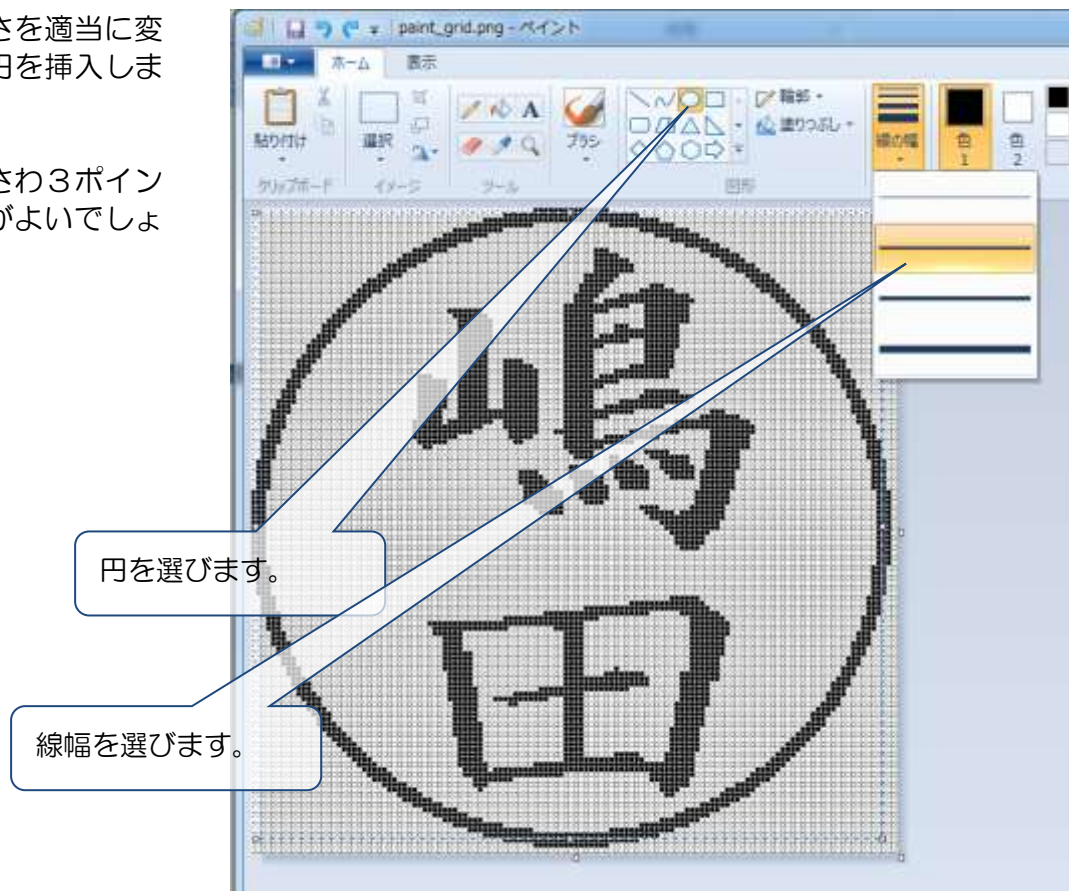 さを適当に変
円を挿入しま
さわ３ポイン
がよいでしょ
paint_grid.png - ペイント
ホーム 表示
貼り付け
選択
A
ブラシ
輪郭
塗りつぶし
線の幅
色
1
色
2
クリップボード イメージ ツール 図形
嶋
田
円を選びます。
線幅を選びます。